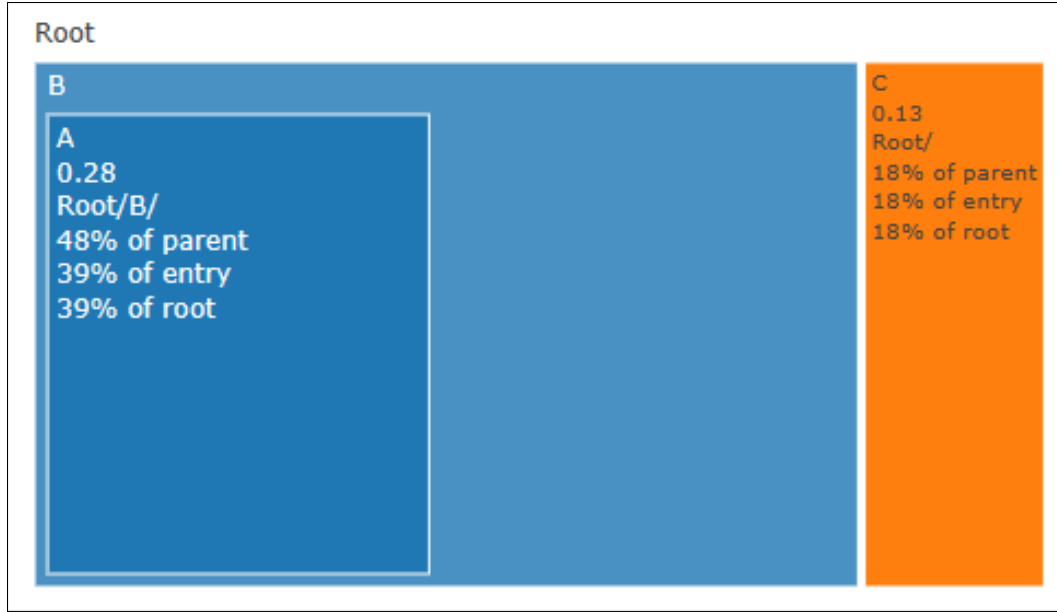 Root
B
A
0.28
Root/B/
48% of parent
39% of entry
39% of root
C
0.13
Root/
18% of parent
18% of entry
18% of root